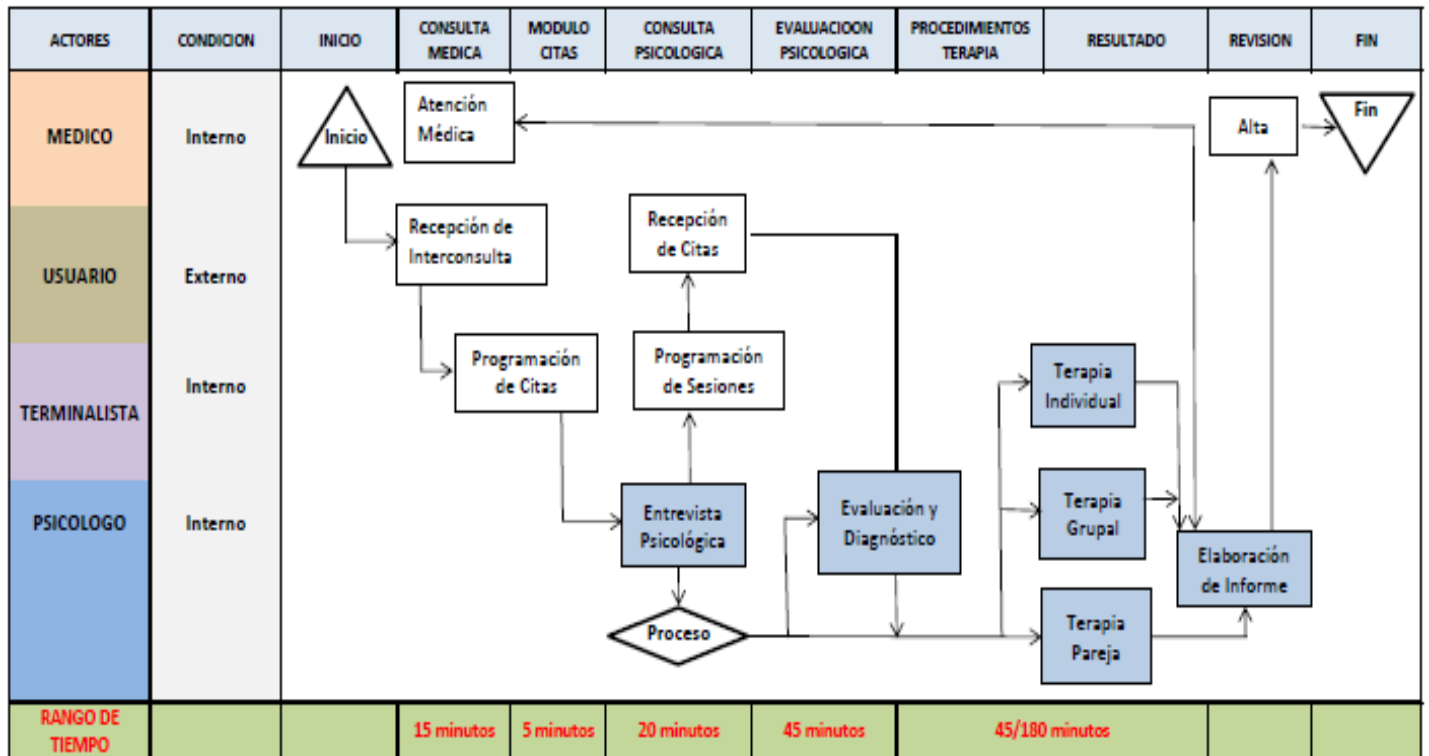 ACTORES
CONDICION
INICIO
CONSULTA
MEDICA
MODULO
CITAS
CONSULTA
PSICOLOGICA
EVALUACIOON
PSICOLOGICA
PROCEDIMIENTOS
TERAPIA
RESULTADO
REVISION
FIN
MEDICO
Interno
Inicio
Atención
Médica
Alta
Fin
USUARIO
Externo
Recepción de
Interconsulta
Recepción
de Citas
TERMINALISTA
Interno
Programación
de Citas
Programación
de Sesiones
Terapia
Individual
PSICOLOGO
Interno
Entrevista
Psicológica
Evaluación y
Diagnóstico
Terapia
Grupal
Elaboración
de Informe
Proceso
Terapia
Pareja
RANGO DE
TIEMPO
15 minutos
5 minutos
20 minutos
45 minutos
45/180 minutos